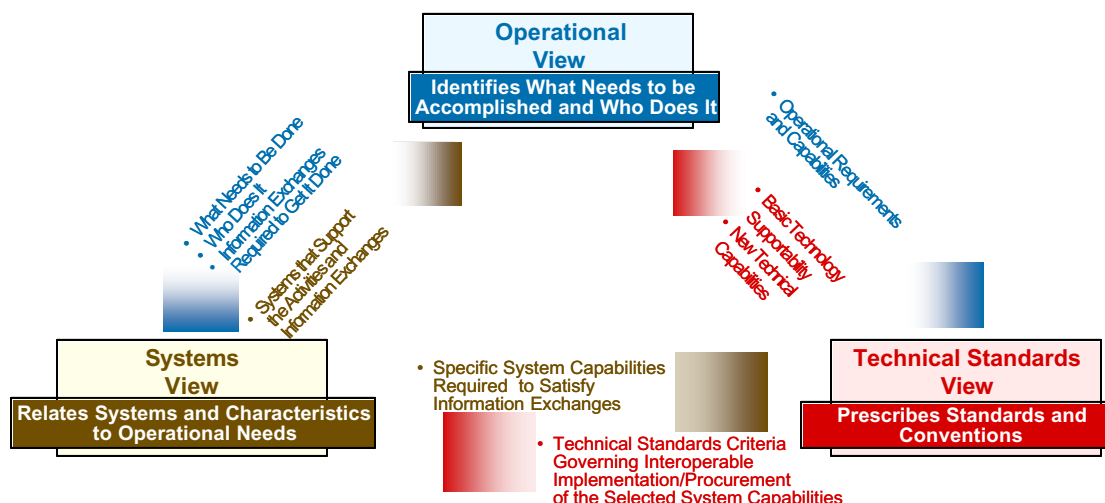 Operational
View
Identifies What Needs to be
Accomplished and Who Does It
• What Needs to Be Done
• Who Does It
• Information Exchanges
Required to Get It Done
• Systems that Support
the Activities and
Information Exchanges
• Operational Requirements
and Capabilities
• Basic Technology
Supportability
• New Technical
Capabilities
Systems
View
Relates Systems and Characteristics
to Operational Needs
• Specific System Capabilities
Required to Satisfy
Information Exchanges
• Technical Standards Criteria
Governing Interoperable
Implementation/Procurement
of the Selected System Capabilities
Technical Standards
View
Prescribes Standards and
Conventions